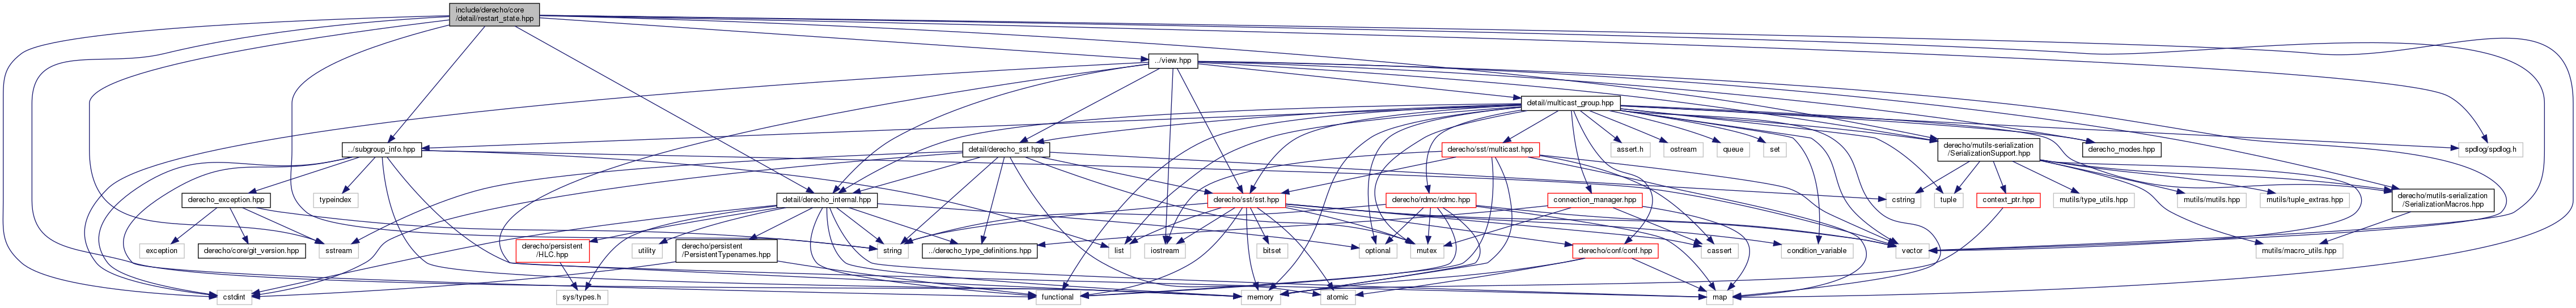 include/derecho/core
/detail/restart_state.hpp
../view.hpp
detail/multicast_group.hpp
../subgroup_info.hpp
detail/derecho_sst.hpp
derecho/sst/multicast.hpp
assert.h
ostream
queue
set
derecho/mutils-serialization
/SerializationSupport.hpp
derecho_modes.hpp
spdlog/spdlog.h
derecho_exception.hpp
typeindex
detail/derecho_internal.hpp
derecho/sst/sst.hpp
derecho/rdmc/rdmc.hpp
connection_manager.hpp
cstring
tuple
context_ptr.hpp
mutils/type_utils.hpp
mutils/mutils.hpp
mutils/tuple_extras.hpp
derecho/mutils-serialization
/SerializationMacros.hpp
exception
derecho/core/git_version.hpp
sstream
derecho/persistent
/HLC.hpp
utility
derecho/persistent
/PersistentTypenames.hpp
string
../derecho_type_definitions.hpp
list
iostream
bitset
optional
mutex
derecho/conf/conf.hpp
cassert
condition_variable
vector
mutils/macro_utils.hpp
cstdint
sys/types.h
functional
memory
atomic
map